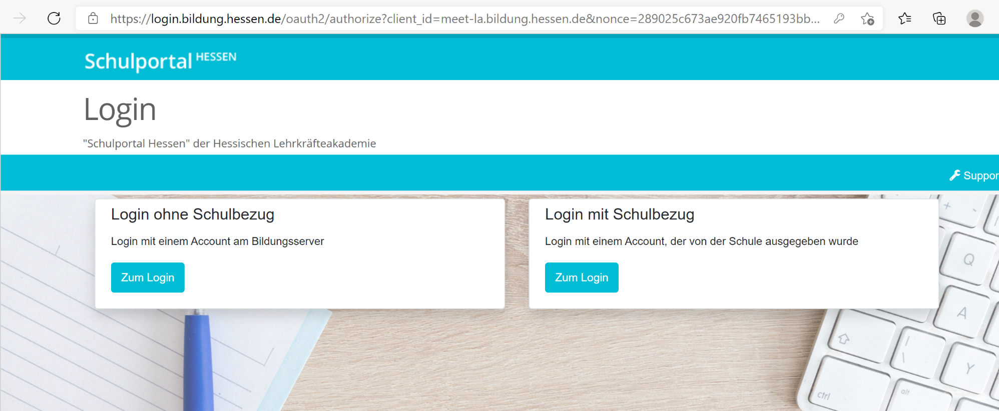 https://login.bildung.hessen.de/oauth2/authorize?client_id=meet-la.bildung.hessen.de&nonce=289025c673ae920fb7465193bb...
Schulportal HESSEN
Login
"Schulportal Hessen" der Hessischen Lehrkräfteakademie
Suppor
Login ohne Schulbezug
Login mit einem Account am Bildungsserver
Zum Login
Login mit Schulbezug
Login mit einem Account, der von der Schule ausgegeben wurde
Zum Login
Q
A
Y
ctrl
alt